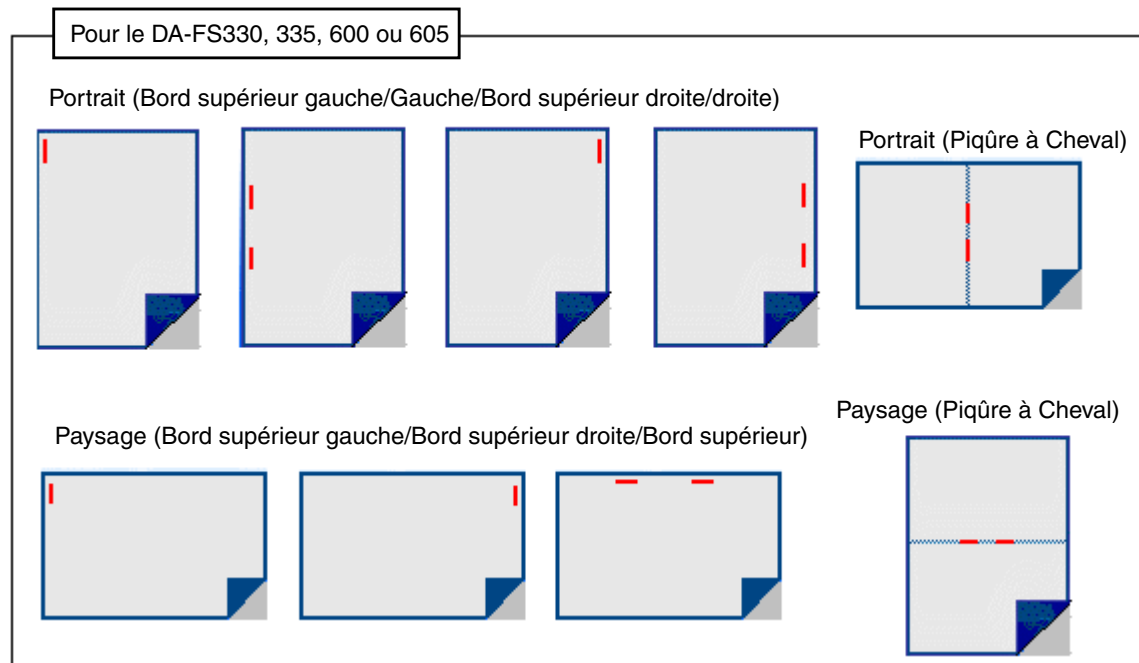 Pour le DA-FS330, 335, 600 ou 605
Portrait (Bord supérieur gauche/Gauche/Bord supérieur droite/droite)
Portrait (Piqûre à Cheval)
Paysage (Piqûre à Cheval)
Paysage (Bord supérieur gauche/Bord supérieur droite/Bord supérieur)